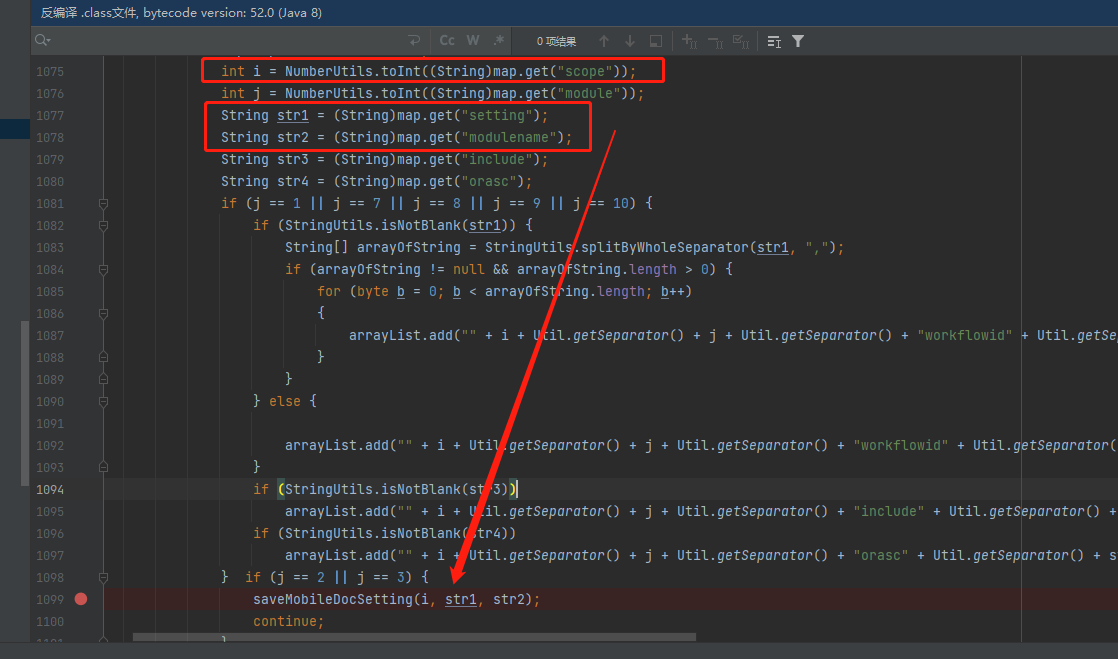 反编译 .class文件, bytecode version: 52.0 (Java 8)
Cc W .* 0 项结果
1075 int i = NumberUtils.toInt((String)map.get("scope"));
1076 int j = NumberUtils.toInt((String)map.get("module"));
1077 String str1 = (String)map.get("setting");
1078 String str2 = (String)map.get("modulename");
1079 String str3 = (String)map.get("include");
1080 String str4 = (String)map.get("orasc");
1081 if (j == 1 || j == 7 || j == 8 || j == 9 || j == 10) {
1082 if (StringUtils.isNotBlank(str1)) {
1083 String[] arrayOfString = StringUtils.splitByWholeSeparator(str1, ",");
1084 if (arrayOfString != null && arrayOfString.length > 0) {
1085 for (byte b = 0; b < arrayOfString.length; b++)
1086 {
1087 arrayList.add("" + i + Util.getSeparator() + j + Util.getSeparator() + "workflowid" + Util.getSe
1088 }
1089 }
1090 } else {
1091
1092 arrayList.add("" + i + Util.getSeparator() + j + Util.getSeparator() + "workflowid" + Util.getSeparator(
1093 }
1094 if (StringUtils.isNotBlank(str3))
1095 arrayList.add("" + i + Util.getSeparator() + j + Util.getSeparator() + "include" + Util.getSeparator() +
1096 if (StringUtils.isNotBlank(str4))
1097 arrayList.add("" + i + Util.getSeparator() + j + Util.getSeparator() + "orasc" + Util.getSeparator() + s
1098 } if (j == 2 || j == 3) {
1099 saveMobileDocSetting(i, str1, str2);
1100 continue;